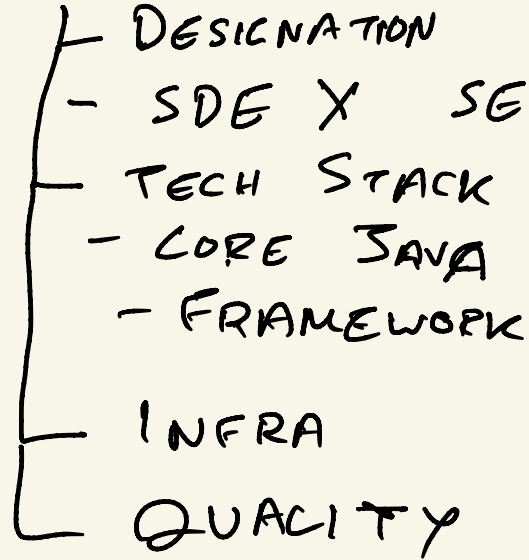 DESIGNATION
- SDE X SE
TECH STACK
- CORE JAVA
- FRAMEWORK
INFRA
QUALITY